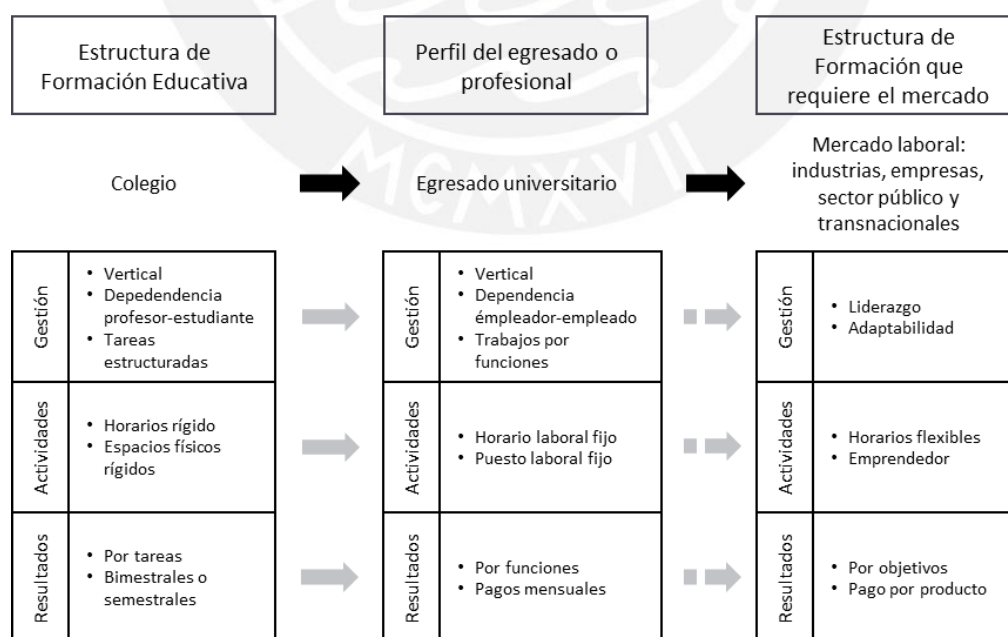 Estructura de
Formación Educativa
Perfil del egresado o
profesional
Estructura de
Formación que
requiere el mercado
MCMXVII
Colegio
Egresado universitario
Mercado laboral:
industrias, empresas,
sector público y
transnacionales
Gestión
• Vertical
• Depedendencia
profesor-estudiante
• Tareas
estructuradas
Gestión
• Vertical
• Dependencia
émpleador-empleado
• Trabajos por
funciones
Gestión
• Liderazgo
• Adaptabilidad
Actividades
• Horarios rígido
• Espacios físicos
rígidos
Actividades
• Horario laboral fijo
• Puesto laboral fijo
Actividades
• Horarios flexibles
• Emprendedor
Resultados
• Por tareas
• Bimestrales o
semestrales
Resultados
• Por funciones
• Pagos mensuales
Resultados
• Por objetivos
• Pago por producto